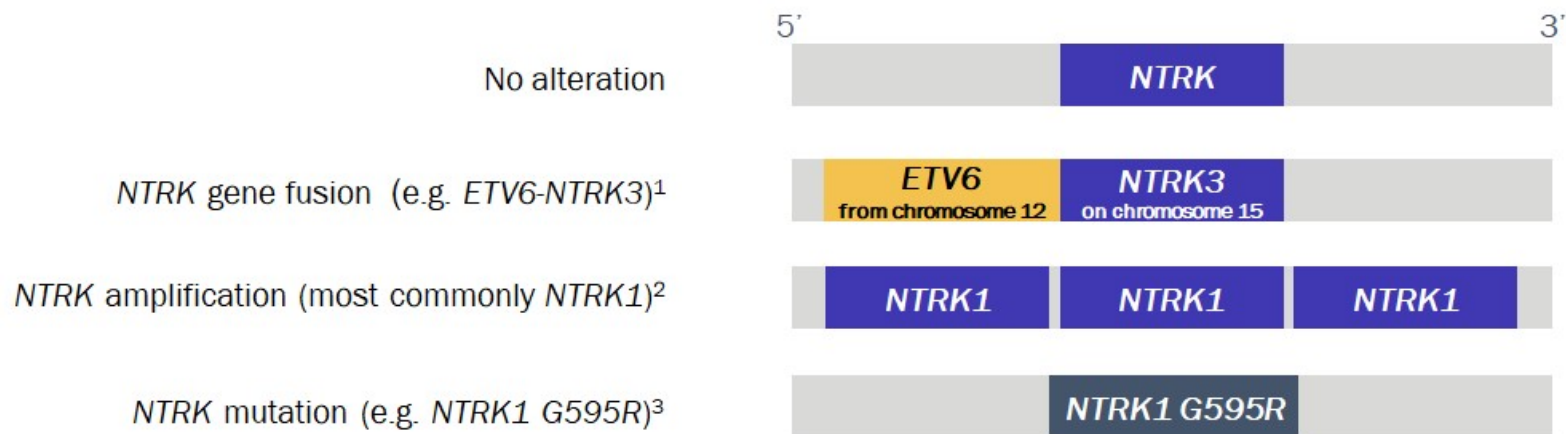 5’ 3’
No alteration NTRK
NTRK gene fusion (e.g. ETV6-NTRK3)¹ ETV6 NTRK3
from chromosome 12 on chromosome 15
NTRK amplification (most commonly NTRK1)² NTRK1 NTRK1 NTRK1
NTRK mutation (e.g. NTRK1 G595R)³ NTRK1 G595R